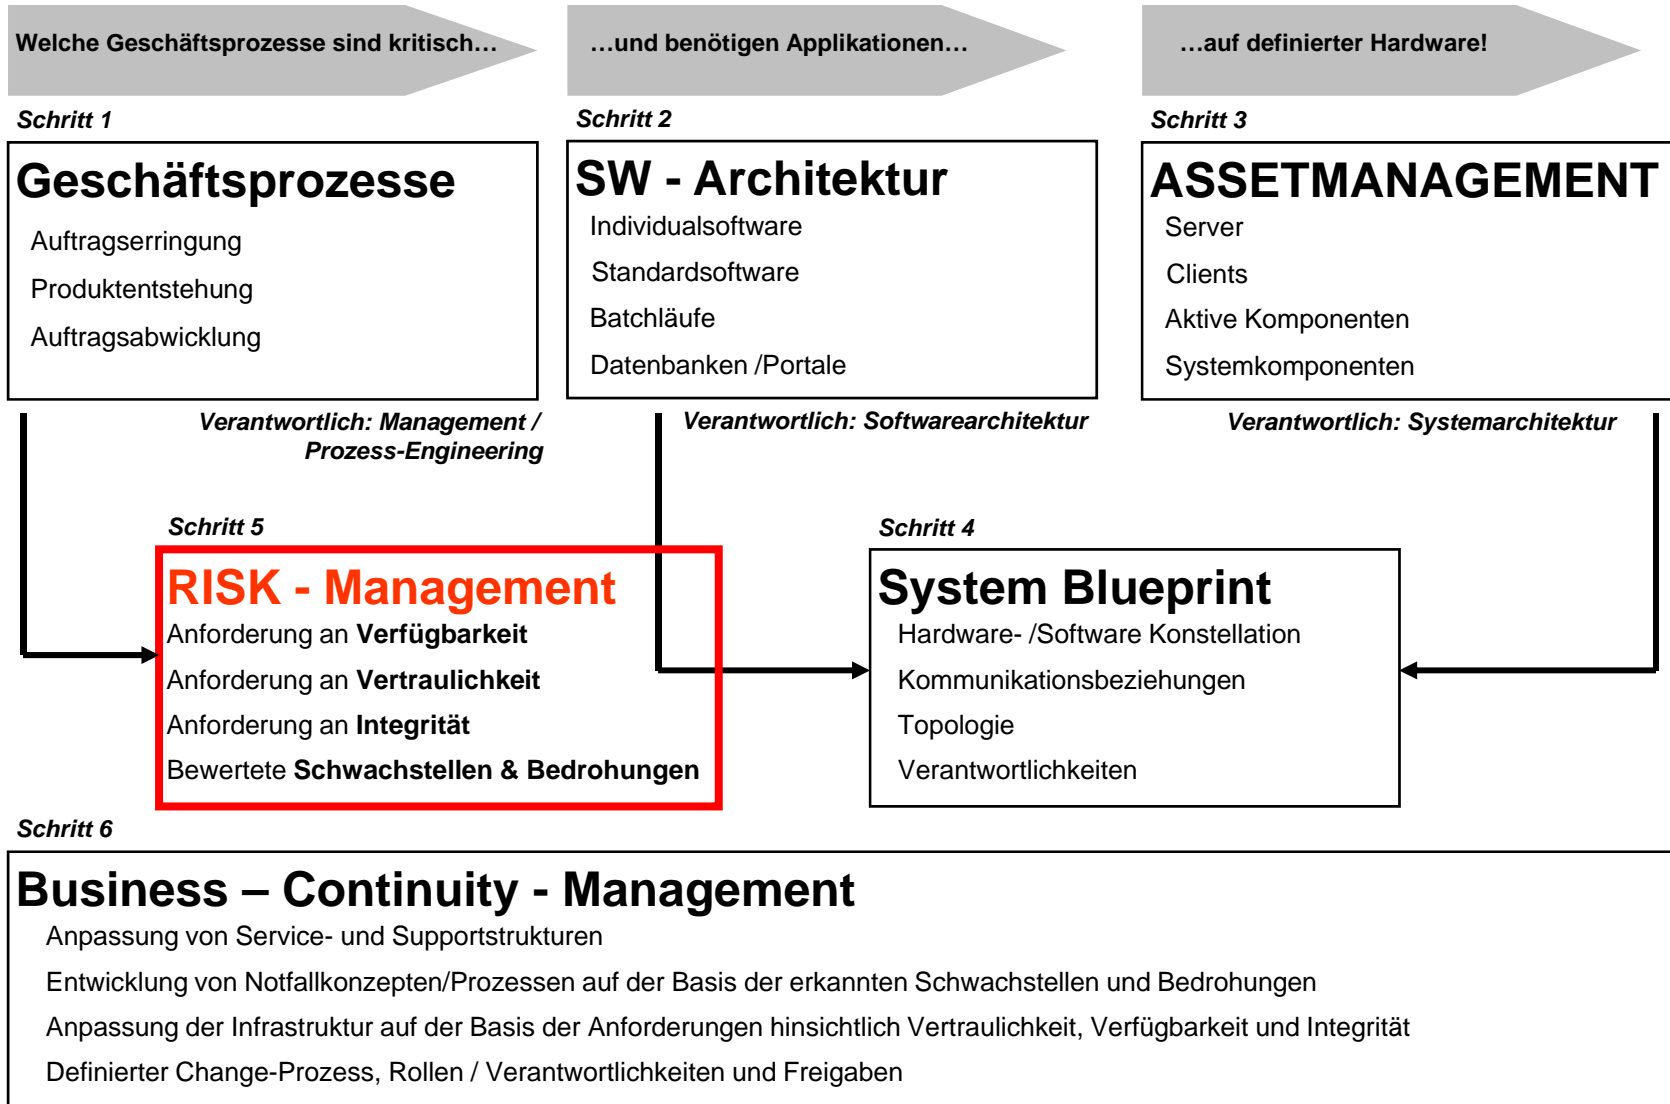 Welche Geschäftsprozesse sind kritisch…
…und benötigen Applikationen…
…auf definierter Hardware!
Schritt 1
Geschäftsprozesse
Auftragserringung
Produktentstehung
Auftragsabwicklung
Verantwortlich: Management /
Prozess-Engineering
Schritt 2
SW - Architektur
Individualsoftware
Standardsoftware
Batchläufe
Datenbanken /Portale
Verantwortlich: Softwarearchitektur
Schritt 3
ASSETMANAGEMENT
Server
Clients
Aktive Komponenten
Systemkomponenten
Verantwortlich: Systemarchitektur
Schritt 5
RISK - Management
Anforderung an Verfügbarkeit
Anforderung an Vertraulichkeit
Anforderung an Integrität
Bewertete Schwachstellen & Bedrohungen
Schritt 4
System Blueprint
Hardware- /Software Konstellation
Kommunikationsbeziehungen
Topologie
Verantwortlichkeiten
Schritt 6
Business – Continuity - Management
Anpassung von Service- und Supportstrukturen
Entwicklung von Notfallkonzepten/Prozessen auf der Basis der erkannten Schwachstellen und Bedrohungen
Anpassung der Infrastruktur auf der Basis der Anforderungen hinsichtlich Vertraulichkeit, Verfügbarkeit und Integrität
Definierter Change-Prozess, Rollen / Verantwortlichkeiten und Freigaben